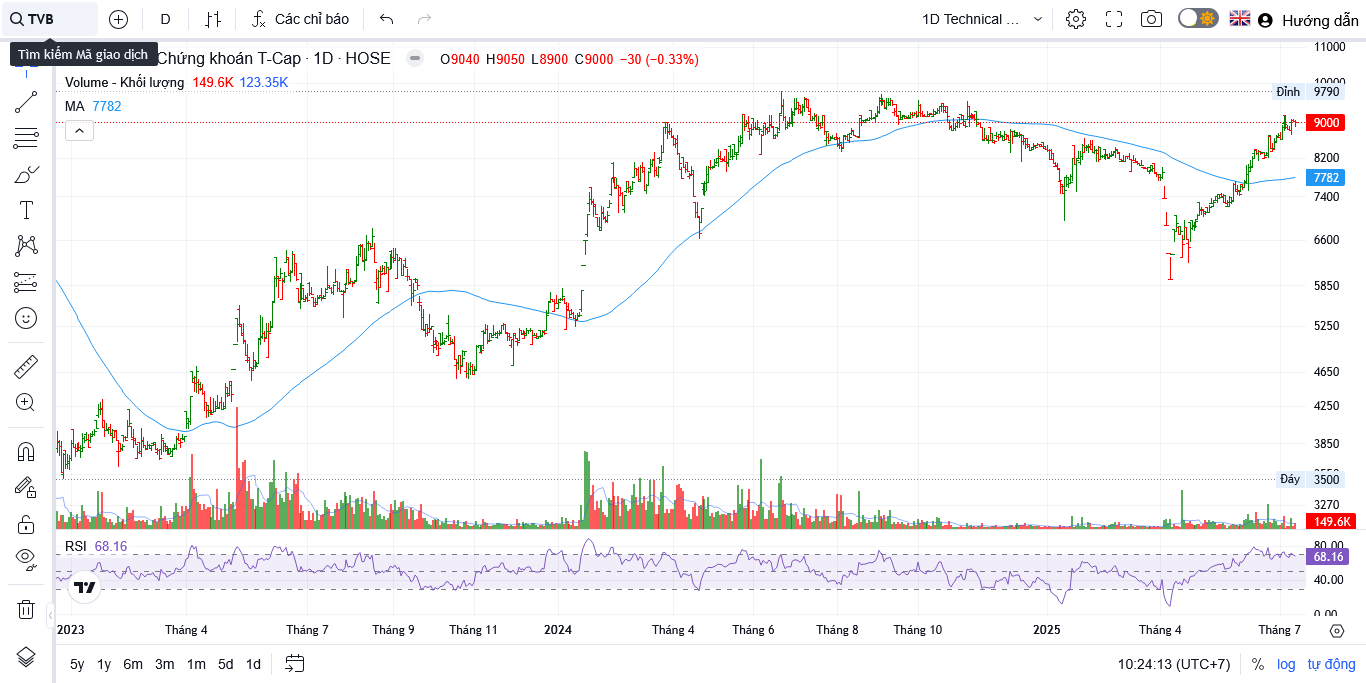 TVB
D
Các chỉ báo
1D Technical ...
Hướng dẫn
Tìm kiếm Mã giao dịch
Chứng khoán T-Cap · 1D · HOSE
O9040 H9050 L8900 C9000 −30 (−0.33%)
Volume - Khối lượng 149.6K 123.35K
MA 7782
11000
10000
Đỉnh 9790
9000
8200
7782
7400
6600
5850
5250
4650
4250
3850
3550
Đáy 3500
3270
149.6K
RSI 68.16
80.00
68.16
40.00
0.00
2023 Tháng 4 Tháng 7 Tháng 9 Tháng 11 2024 Tháng 4 Tháng 6 Tháng 8 Tháng 10 2025 Tháng 4 Tháng 7
5y 1y 6m 3m 1m 5d 1d
10:24:13 (UTC+7) % log tự động